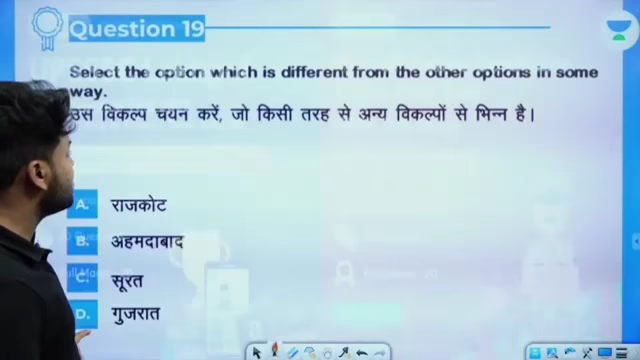 Question 19
Select the option which is different from the other options in some
way.
उस विकल्प चयन करें, जो किसी तरह से अन्य विकल्पों से भिन्न है।
A. राजकोट
B. अहमदाबाद
C. सूरत
D. गुजरात